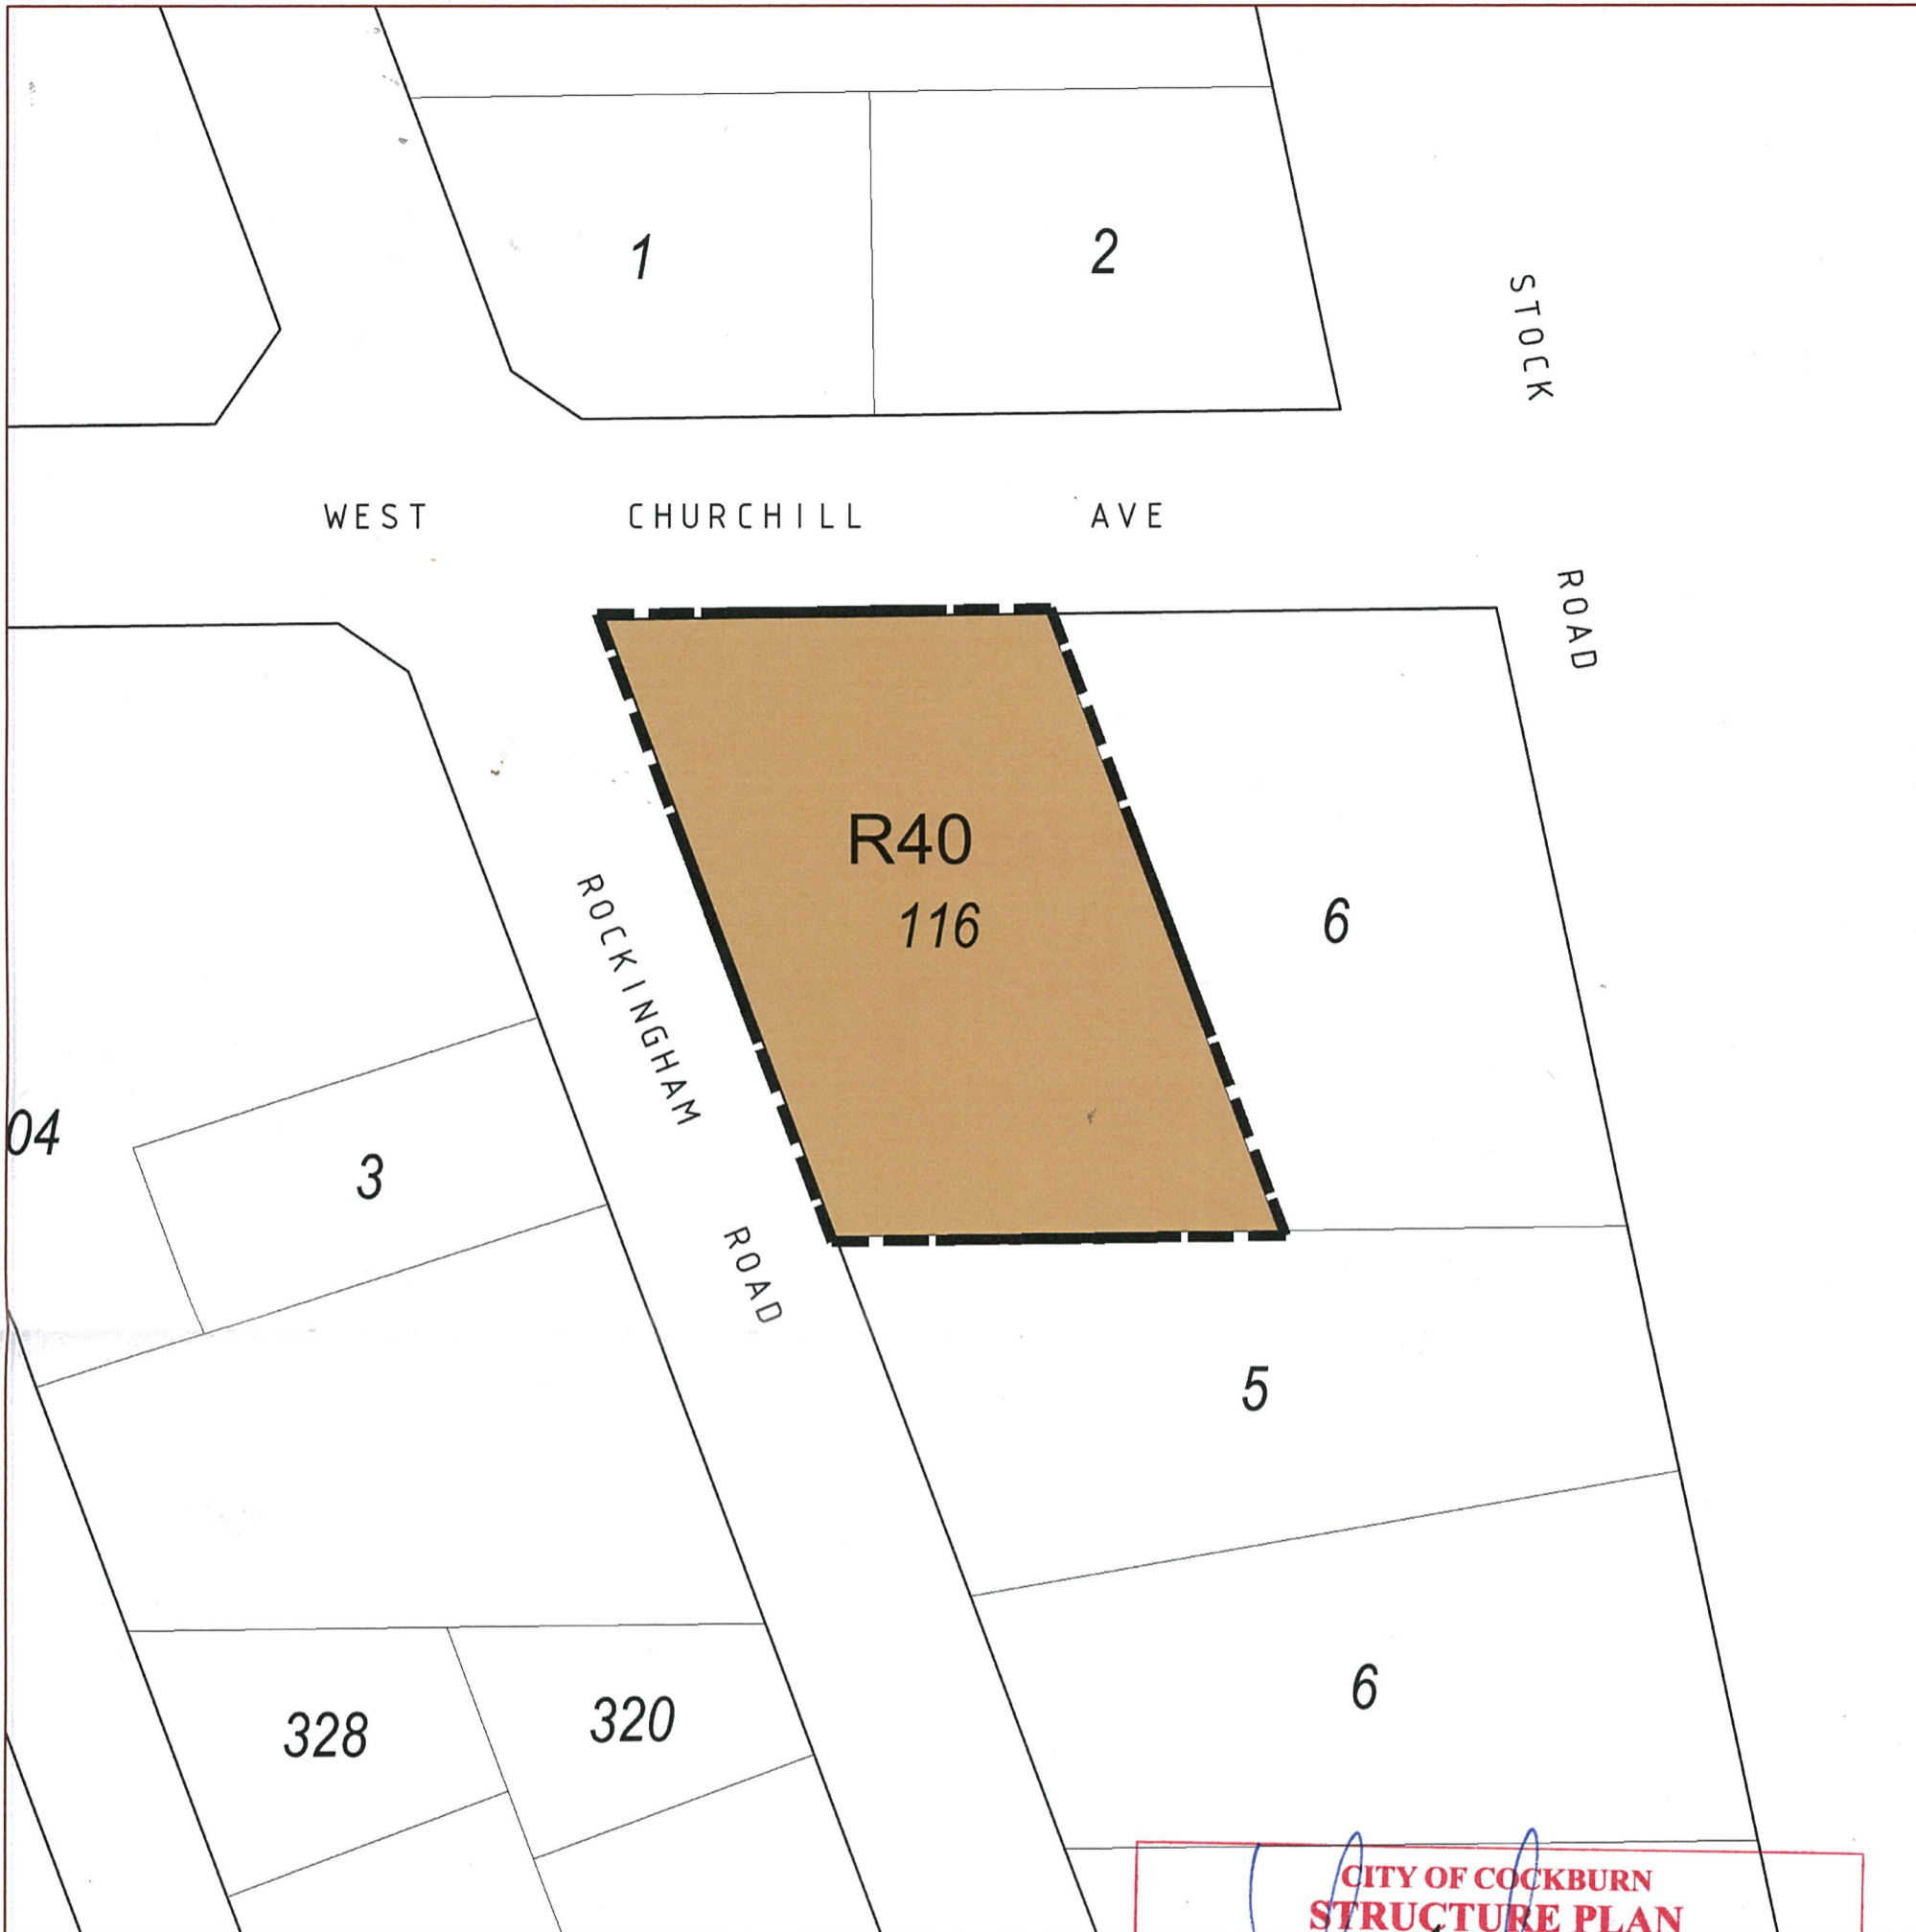 1
2
STOCK
WEST CHURCHILL AVE
ROAD
R40
116
6
ROCKINGHAM
04
3
ROAD
5
6
328
320
CITY OF COCKBURN
STRUCTURE PLAN